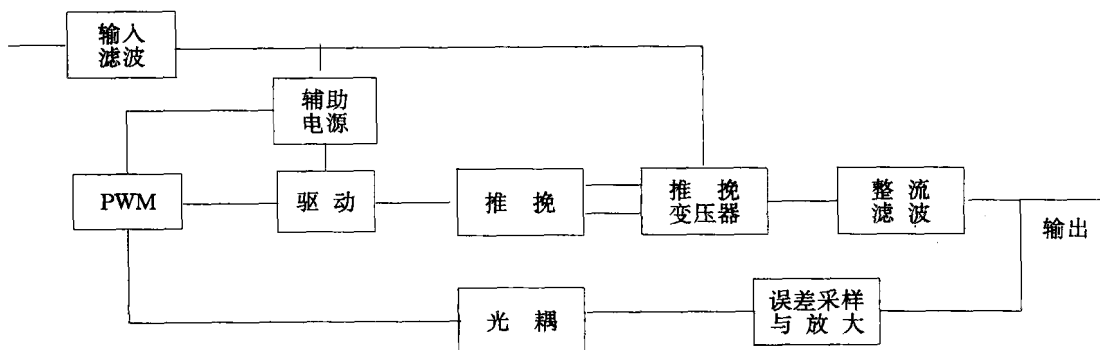 输入
滤波
辅助
电源
PWM
驱动
推挽
推挽
变压器
整流
滤波
输出
光耦
误差采样
与放大